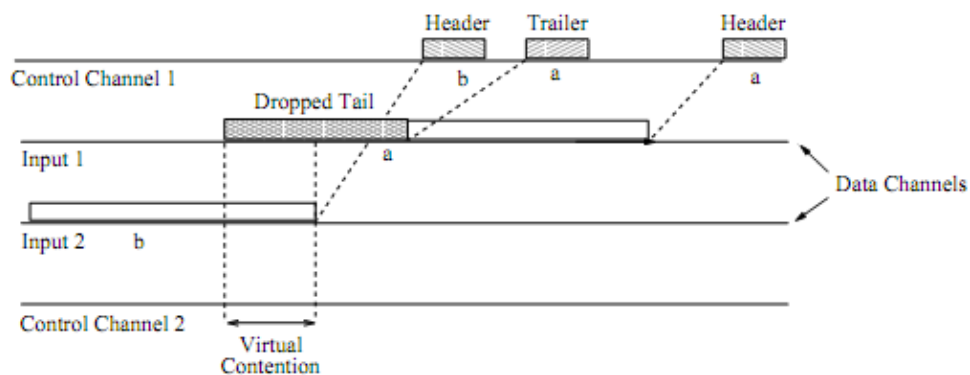 Header
Trailer
Header
Control Channel 1
b
a
a
Dropped Tail
Input 1
a
Data Channels
Input 2
b
Control Channel 2
Virtual
Contention